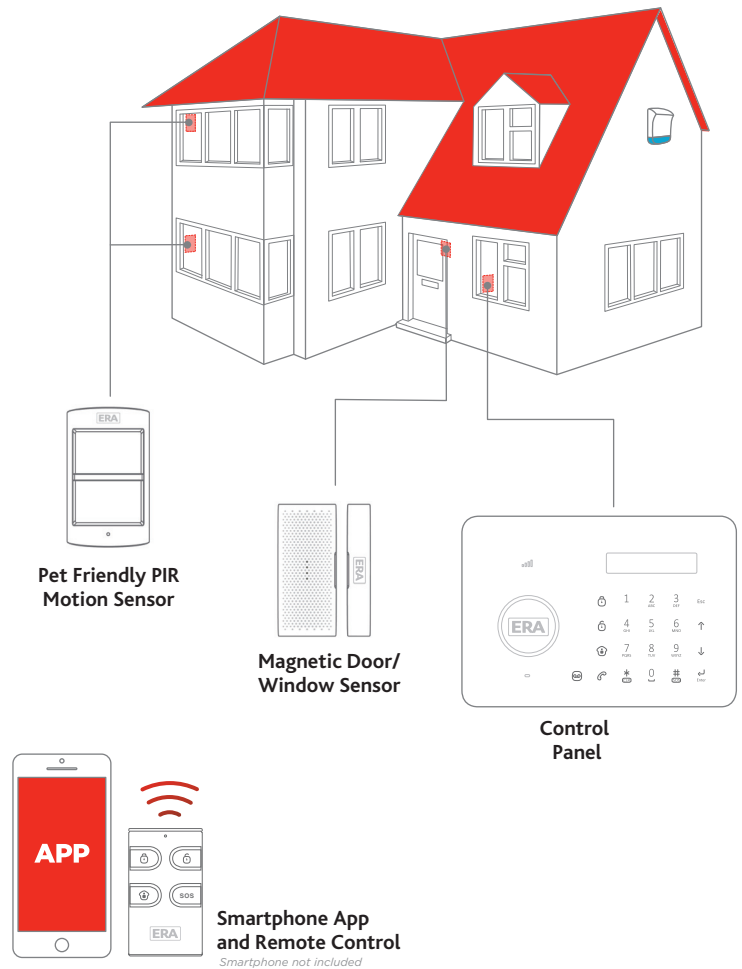 ERA
Pet Friendly PIR
Motion Sensor
ERA
Magnetic Door/
Window Sensor
ERA
1 2 ABC 3 DEF Esc
4 GHI 5 JKL 6 MNO
7 PQRS 8 TUV 9 WXYZ
* 0 # Enter
Control
Panel
APP
SOS
ERA
Smartphone App
and Remote Control
Smartphone not included